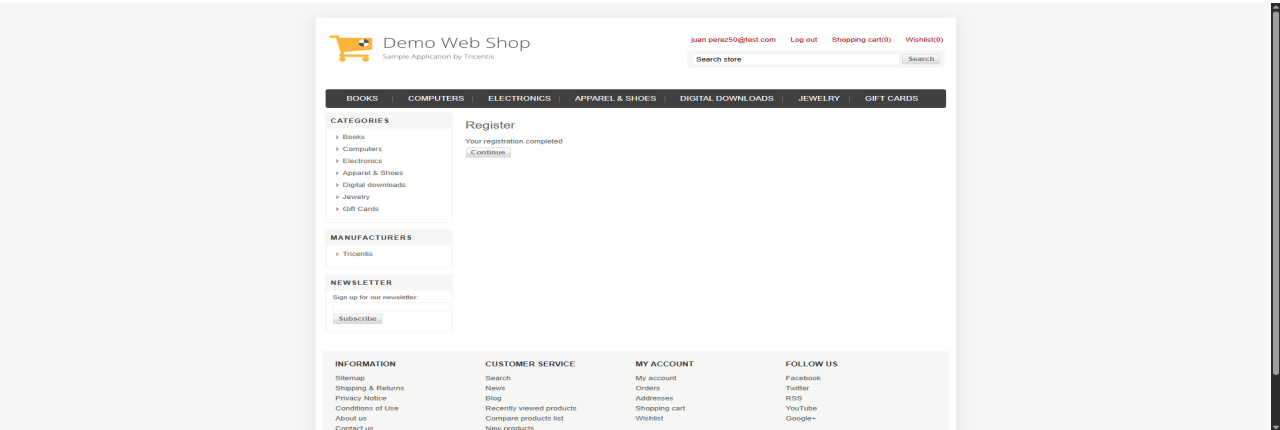 Demo Web Shop
Sample Application by Tricentis
juan.perez50@test.com Log out Shopping cart(0) Wishlist(0)
Search store Search
BOOKS COMPUTERS ELECTRONICS APPAREL & SHOES DIGITAL DOWNLOADS JEWELRY GIFT CARDS
CATEGORIES
Books
Computers
Electronics
Apparel & Shoes
Digital downloads
Jewelry
Gift Cards
MANUFACTURERS
Tricentis
NEWSLETTER
Sign up for our newsletter:
Subscribe
Register
Your registration completed
Continue
INFORMATION
Sitemap
Shipping & Returns
Privacy Notice
Conditions of Use
About us
Contact us
CUSTOMER SERVICE
Search
News
Blog
Recently viewed products
Compare products list
New products
MY ACCOUNT
My account
Orders
Addresses
Shopping cart
Wishlist
FOLLOW US
Facebook
Twitter
RSS
YouTube
Google+